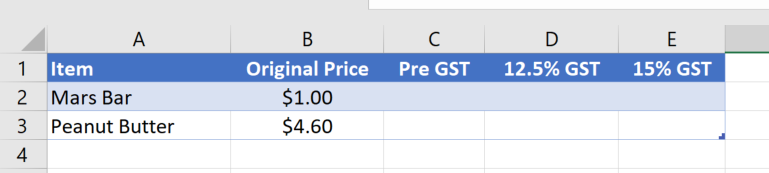 A B C D E
1 Item Original Price Pre GST 12.5% GST 15% GST
2 Mars Bar $1.00
3 Peanut Butter $4.60
4